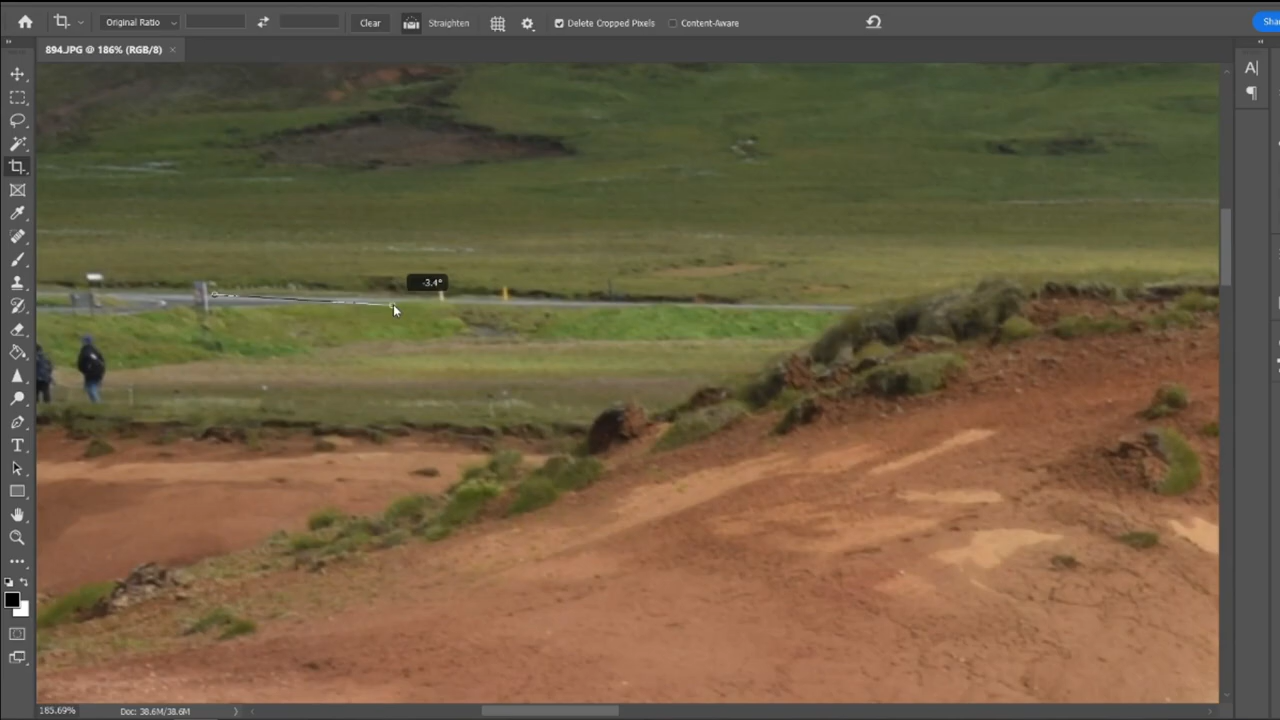 Original Ratio Clear Straighten Delete Cropped Pixels Content-Aware
894.JPG @ 186% (RGB/8) ×
A
¶
-3.4°
T
165.69% Doc: 38.6M/38.6M